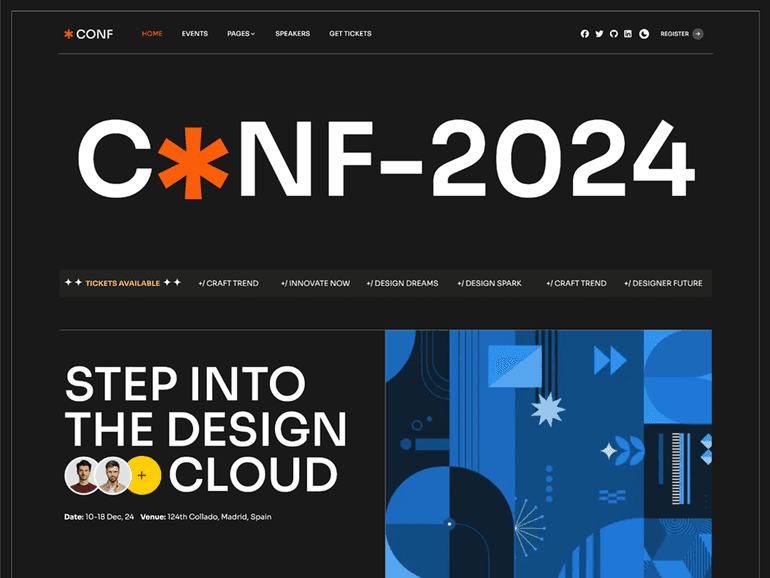 * CONF HOME EVENTS PAGES SPEAKERS GET TICKETS REGISTER
C*NF-2024
TICKETS AVAILABLE +/ CRAFT TREND +/ INNOVATE NOW +/ DESIGN DREAMS +/ DESIGN SPARK +/ CRAFT TREND +/ DESIGNER FUTURE
STEP INTO
THE DESIGN
+ CLOUD
Date: 10-18 Dec, 24 Venue: 124th Collado, Madrid, Spain